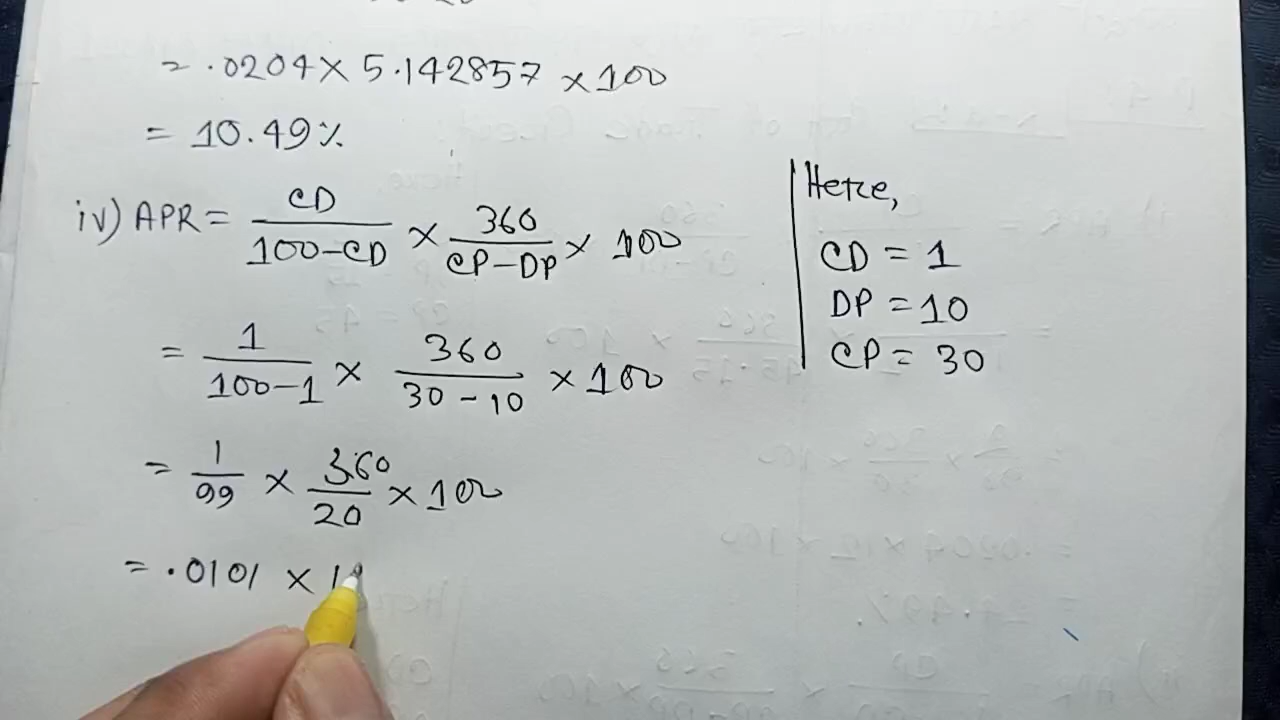 = .0204 × 5.142857 × 100
= 10.49%
iv) APR = CD/100-CD × 360/CP-DP × 100
= 1/100-1 × 360/30-10 × 100
= 1/99 × 360/20 × 100
= .0101 ×
Here,
CD = 1
DP = 10
CP = 30